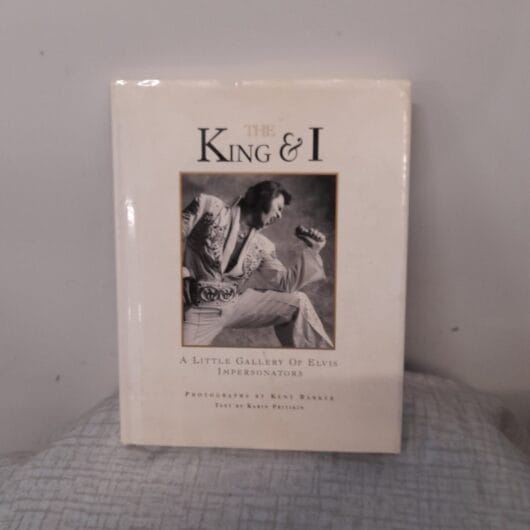 THE
KING & I
A LITTLE GALLERY OF ELVIS
IMPERSONATORS
PHOTOGRAPHS BY KENT BARKER
TEXT BY KARIN PRITIKIN